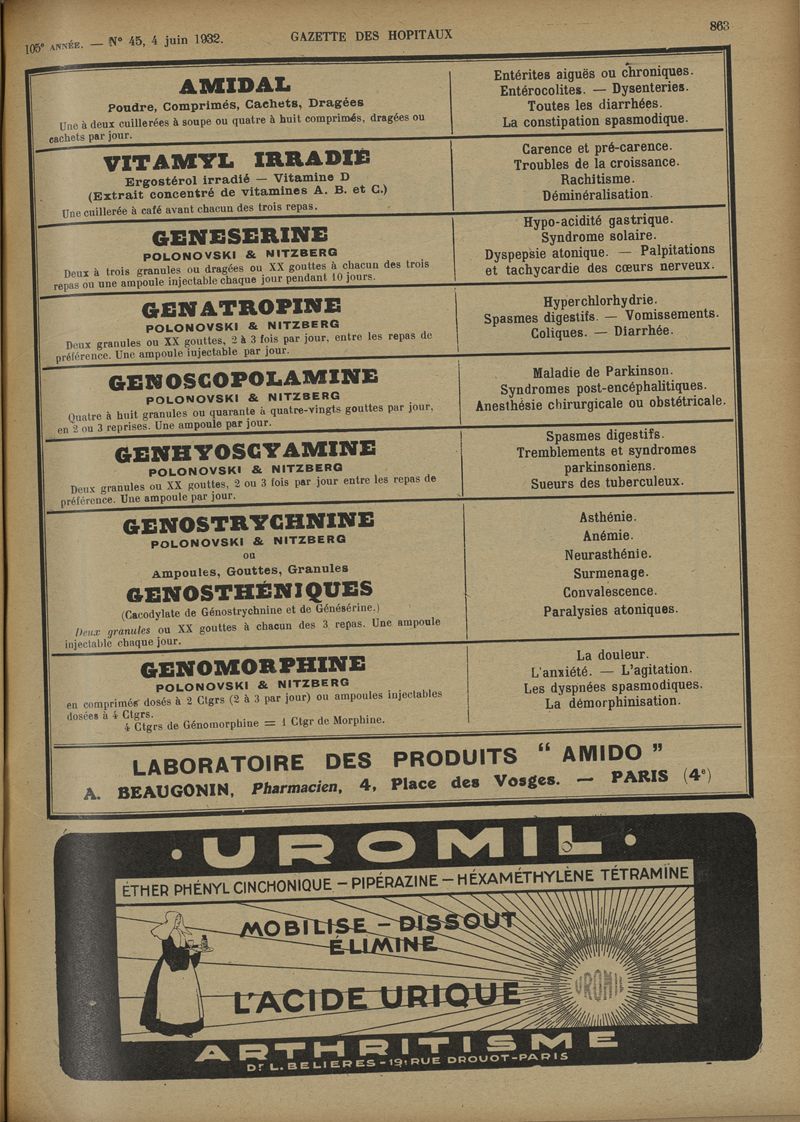 105e ANNÉE. — N° 45, 4 juin 1932.
GAZETTE DES HOPITAUX
863
AMIDAL
Poudre, Comprimés, Cachets, Dragées
Une à deux cuillerées à soupe ou quatre à huit comprimés, dragées ou
cachets par jour.
Entérites aiguës ou chroniques.
Entérocolites. — Dysenteries.
Toutes les diarrhées.
La constipation spasmodique.
VITAMYL IRRADIÉ
Ergostérol irradié — Vitamine D
(Extrait concentré de vitamines A. B. et C.)
Une cuillerée à café avant chacun des trois repas.
Carence et pré-carence.
Troubles de la croissance.
Rachitisme.
Déminéralisation.
GENESERINE
POLONOVSKI & NITZBERG
Deux à trois granules ou dragées ou XX gouttes à chacun des trois
repas ou une ampoule injectable chaque jour pendant 10 jours.
Hypo-acidité gastrique.
Syndrome solaire.
Dyspepsie atonique. — Palpitations
et tachycardie des cœurs nerveux.
GENATROPINE
POLONOVSKI & NITZBERG
Deux granules ou XX gouttes, 2 à 3 fois par jour, entre les repas de
préférence. Une ampoule injectable par jour.
Hyperchlorhydrie.
Spasmes digestifs. — Vomissements.
Coliques. — Diarrhée.
GENOSCOPOLAMINE
POLONOVSKI & NITZBERG
Quatre à huit granules ou quarante à quatre-vingts gouttes par jour,
en 2 ou 3 reprises. Une ampoule par jour.
Maladie de Parkinson.
Syndromes post-encéphalitiques.
Anesthésie chirurgicale ou obstétricale.
GENHYOSCYAMINE
POLONOVSKI & NITZBERG
Deux granules ou XX gouttes, 2 ou 3 fois par jour entre les repas de
préférence. Une ampoule par jour.
Spasmes digestifs.
Tremblements et syndromes
parkinsoniens.
Sueurs des tuberculeux.
GENOSTRYCHNINE
POLONOVSKI & NITZBERG
ou
Ampoules, Gouttes, Granules
GENOSTHÉNIQUES
(Cacodylate de Génostrychnine et de Génésérine.)
Deux granules ou XX gouttes à chacun des 3 repas. Une ampoule
injectable chaque jour.
Asthénie.
Anémie.
Neurasthénie.
Surmenage.
Convalescence.
Paralysies atoniques.
GENOMORPHINE
POLONOVSKI & NITZBERG
en comprimés dosés à 2 Ctgrs (2 à 3 par jour) ou ampoules injectables
dosées à 4 Ctgrs.
4 Ctgrs de Génomorphine = 1 Ctgr de Morphine.
La douleur.
L'anxiété. — L'agitation.
Les dyspnées spasmodiques.
La démorphinisation.
LABORATOIRE DES PRODUITS “ AMIDO ”
A. BEAUGONIN, Pharmacien, 4, Place des Vosges. — PARIS (4e)
• UROMIL •
ÉTHER PHÉNYL CINCHONIQUE – PIPÉRAZINE – HÉXAMÉTHYLÈNE TÉTRAMÏNE
MOBILISE – DISSOUT
ÉLIMINE
L'ACIDE URIQUE
UROMIL
ARTHRITISME
Dr L. BELIERES - 19, RUE DROUOT - PARIS